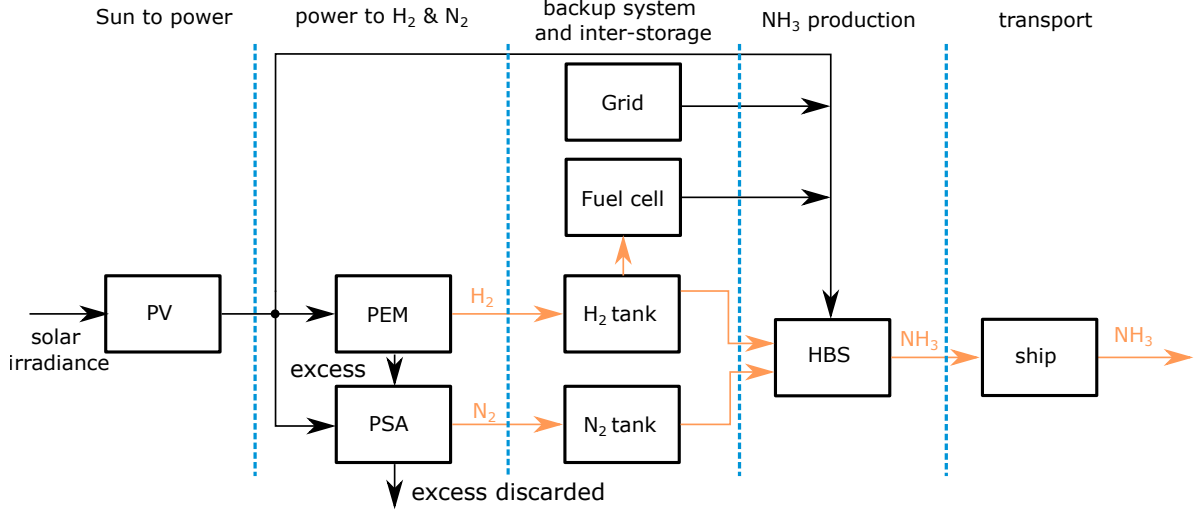 Sun to power
power to H₂ & N₂
backup system
and inter-storage
NH₃ production
transport
Grid
Fuel cell
solar
irradiance
PV
PEM
H₂
H₂ tank
HBS
NH₃
ship
NH₃
excess
PSA
N₂
N₂ tank
excess discarded